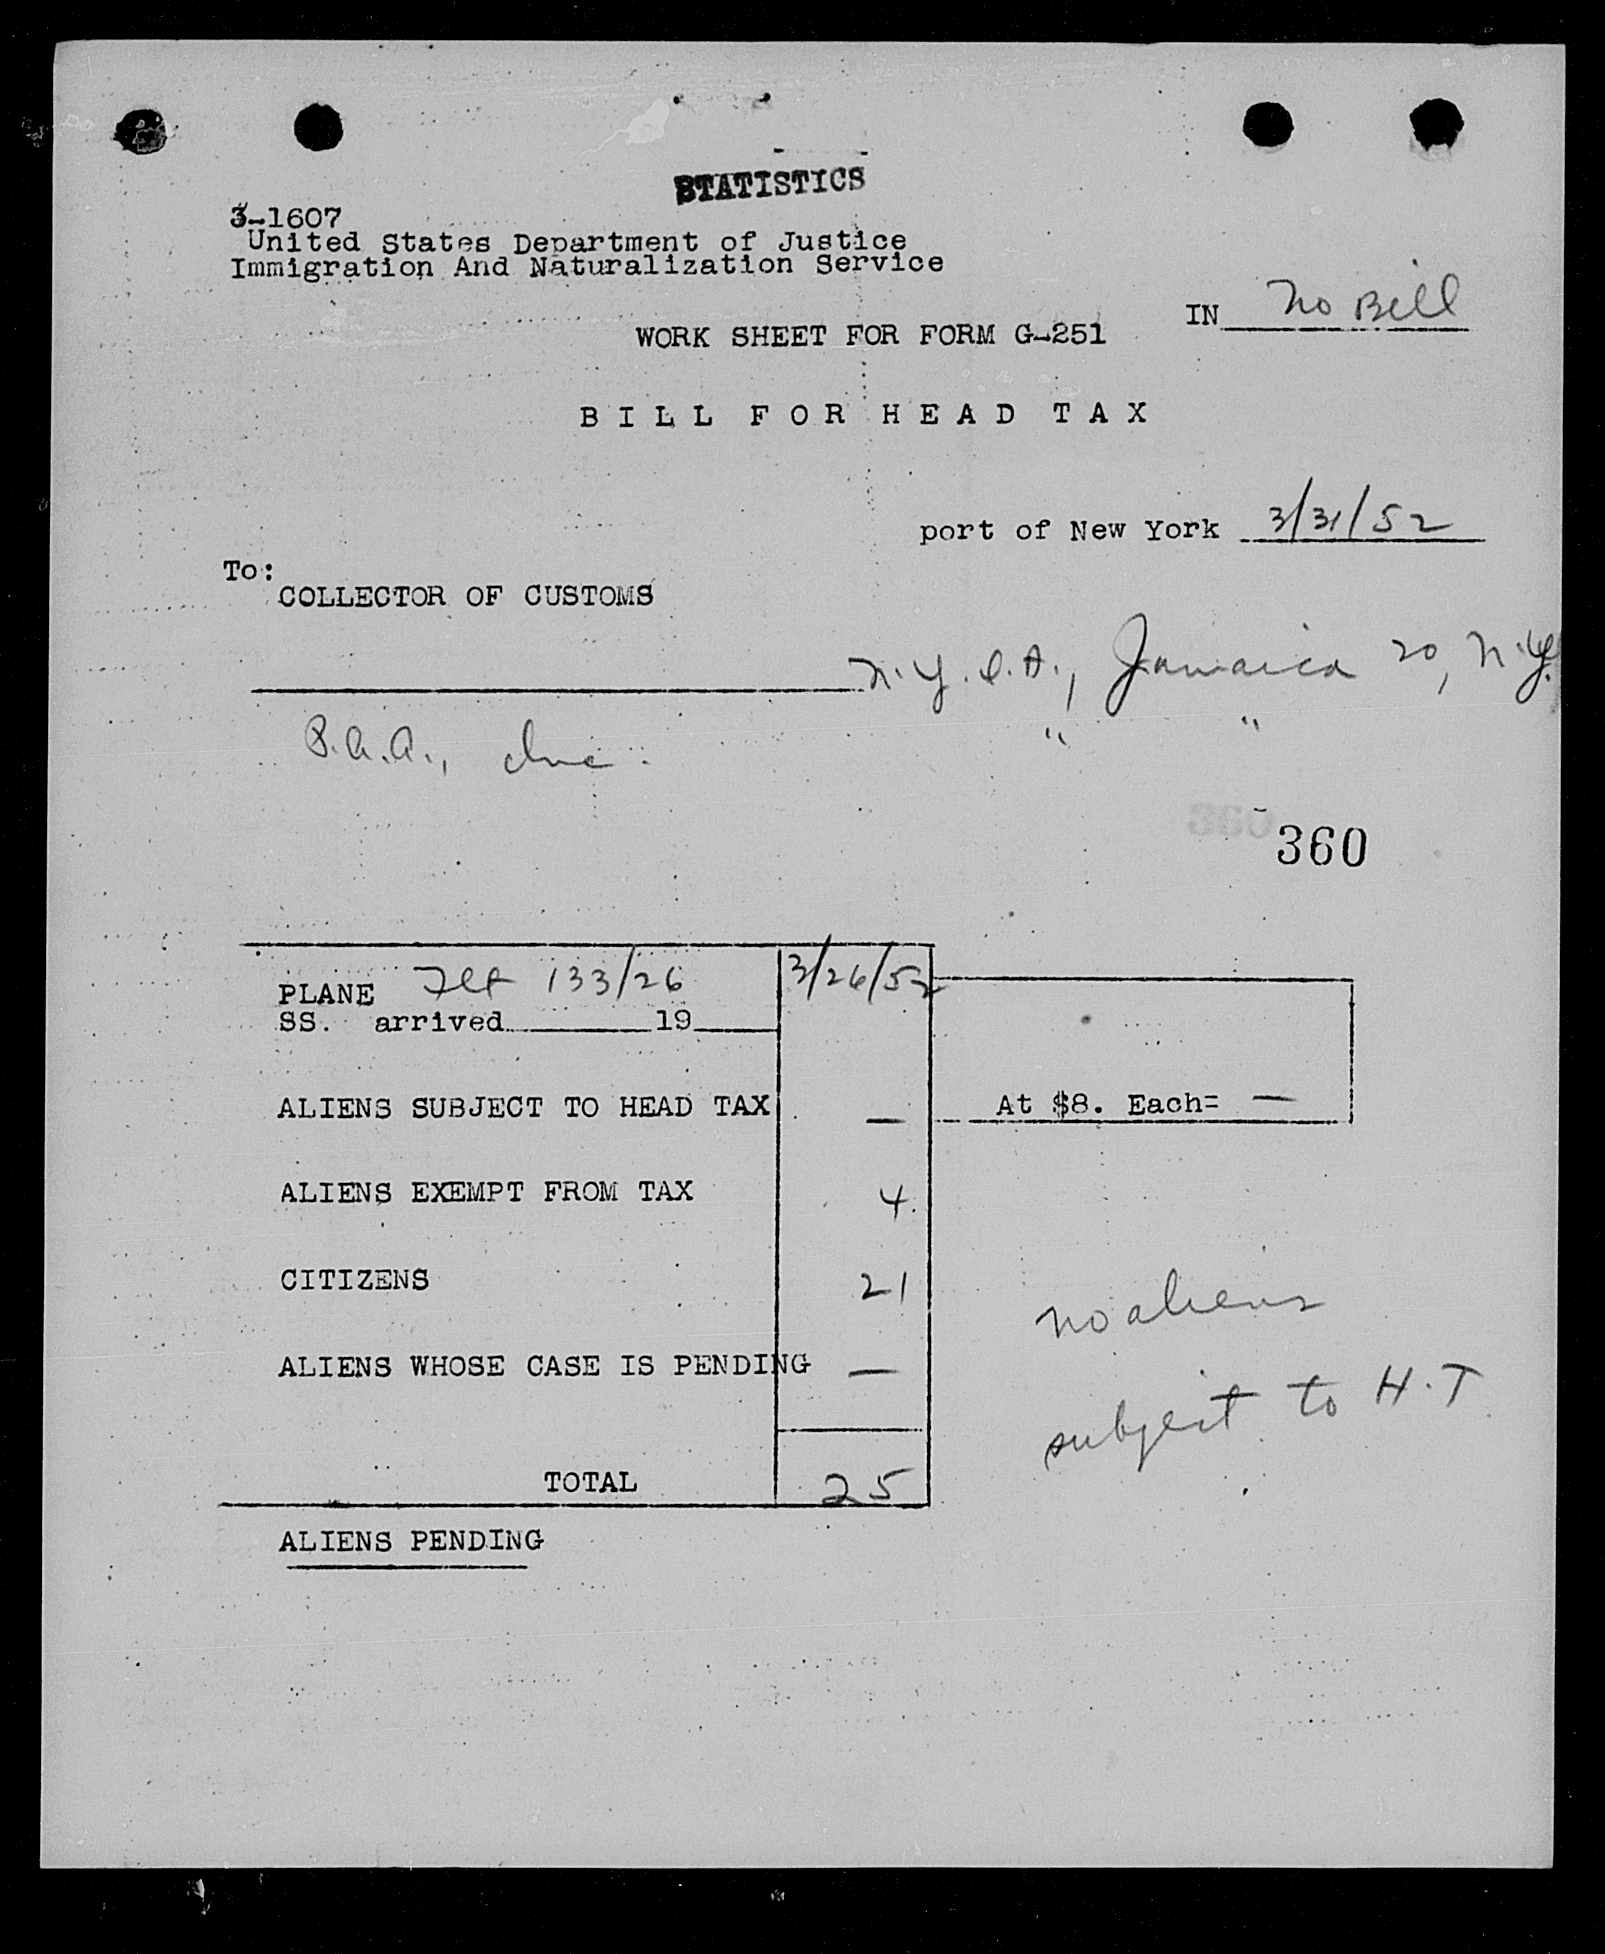 STATISTICS
3-1607
United States Department of Justice
Immigration And Naturalization Service
IN No Bill
WORK SHEET FOR FORM G-251
BILL FOR HEAD TAX
port of New York 3/31/52
To:
COLLECTOR OF CUSTOMS
N.Y.I.A., Jamaica 20, N.Y.
P.A.A., Inc. " "
360
PLANE Flt 133/26 3/26/52
SS. arrived 19
ALIENS SUBJECT TO HEAD TAX — At $8. Each= —
ALIENS EXEMPT FROM TAX 4
CITIZENS 21
no aliens
ALIENS WHOSE CASE IS PENDING —
subject to H.T
TOTAL 25
ALIENS PENDING